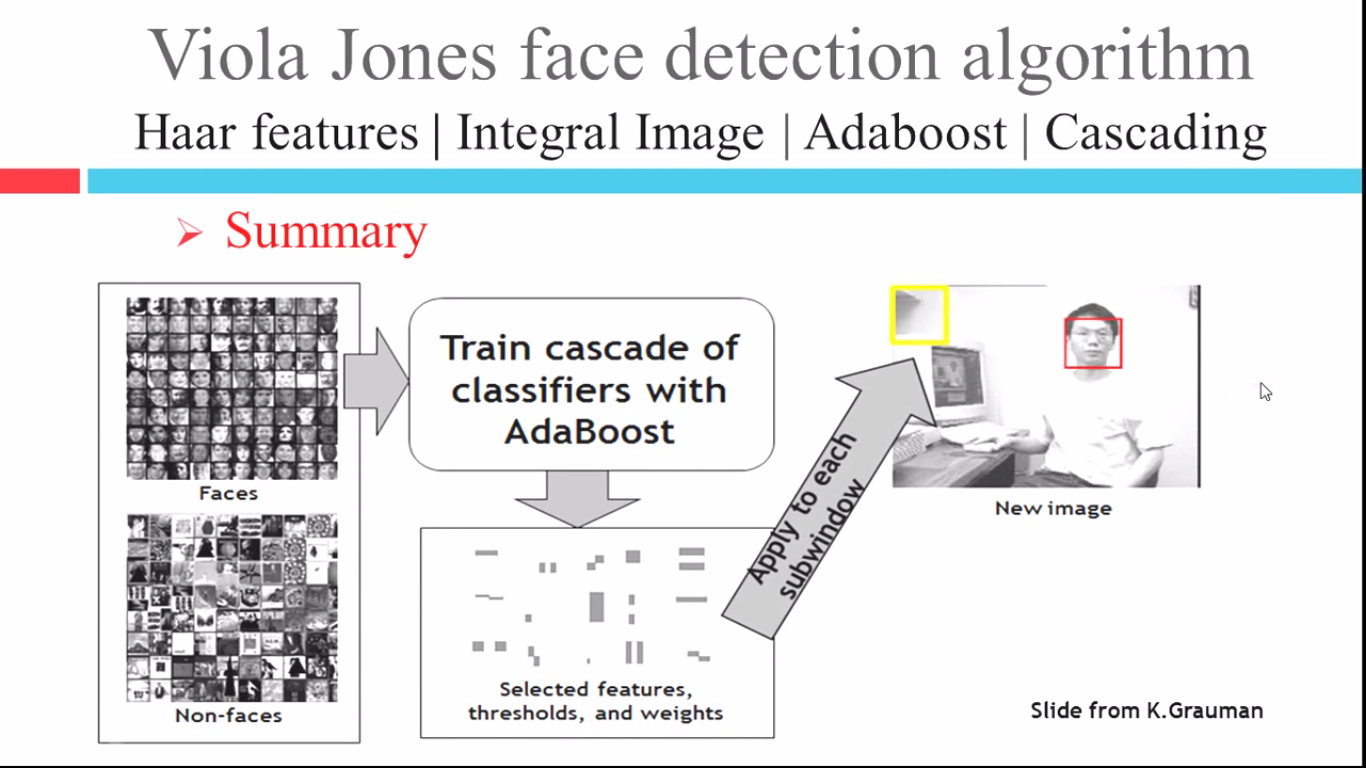 Viola Jones face detection algorithm
Haar features | Integral Image | Adaboost | Cascading
Summary
Faces
Non-faces
Train cascade of
classifiers with
AdaBoost
Selected features,
thresholds, and weights
Apply to each
subwindow
New image
Slide from K.Grauman